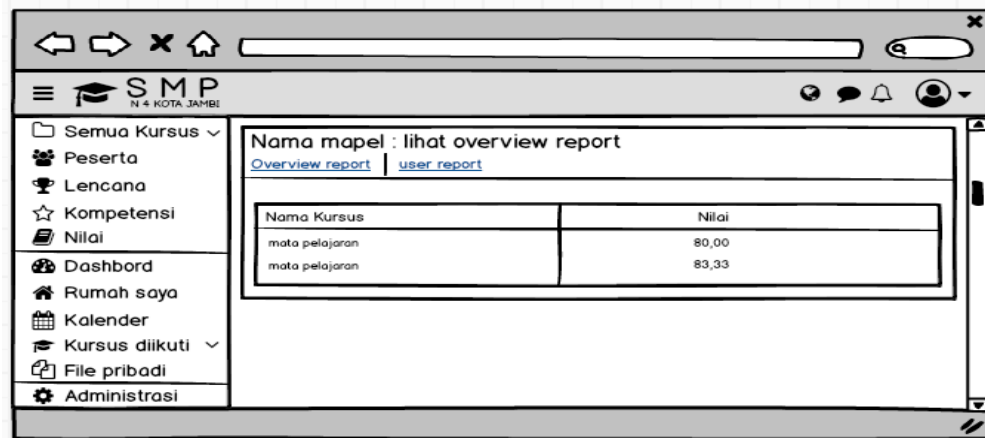 SMP
N 4 KOTA JAMBI
Semua Kursus
Peserta
Lencana
Kompetensi
Nilai
Dashbord
Rumah saya
Kalender
Kursus diikuti
File pribadi
Administrasi
Nama mapel : lihat overview report
Overview report | user report
Nama Kursus Nilai
mata pelajaran 80,00
mata pelajaran 83,33